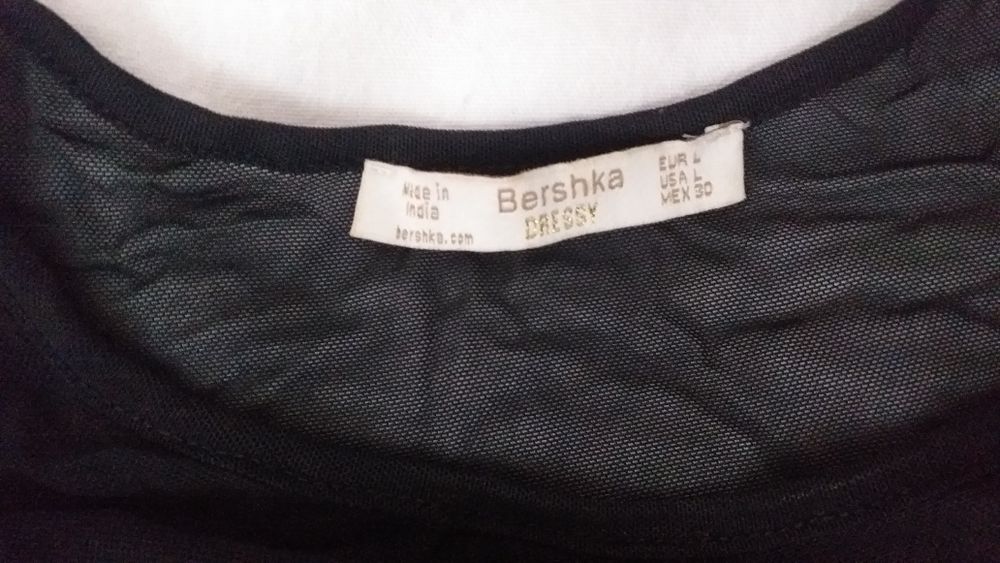 Made in
India
bershka.com
Bershka
DRESSY
EUR L
USA L
MEX 30